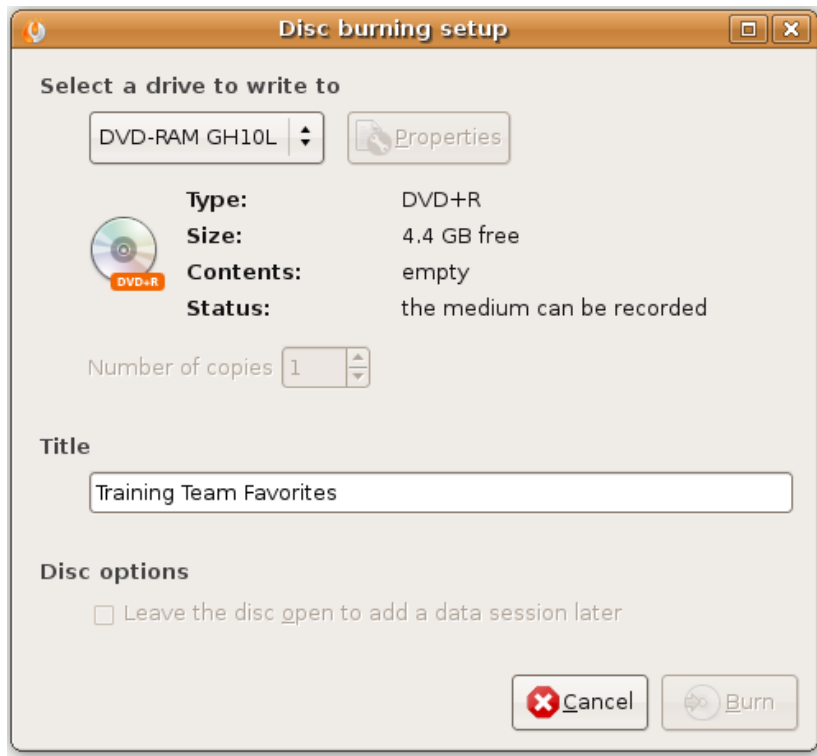 Disc burning setup
Select a drive to write to
DVD-RAM GH10L Properties
Type: DVD+R
Size: 4.4 GB free
Contents: empty
Status: the medium can be recorded
DVD+R
Number of copies 1
Title
Training Team Favorites
Disc options
Leave the disc open to add a data session later
Cancel Burn